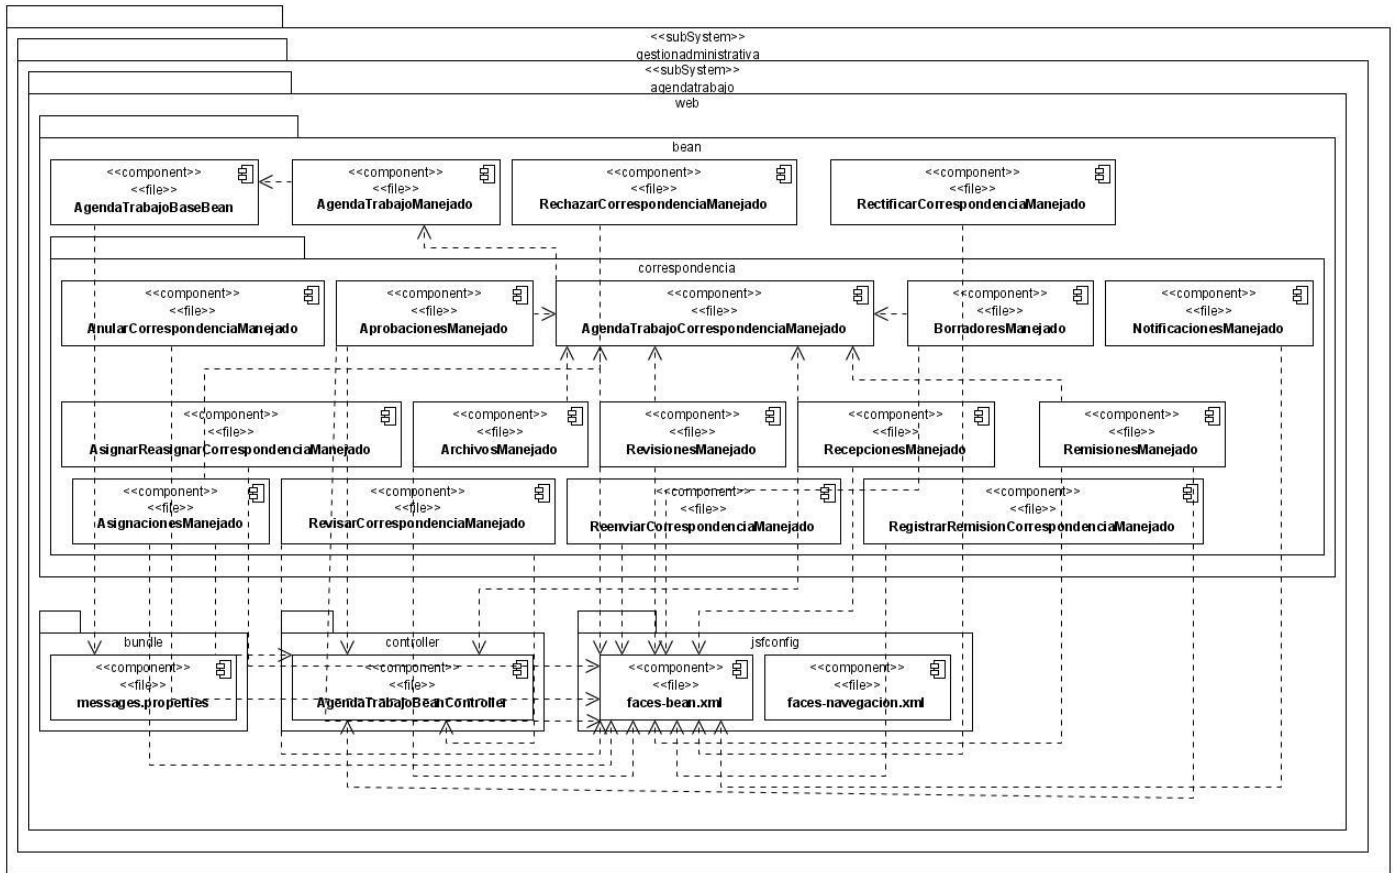 <<subSystem>>
gestionadministrativa
<<subSystem>>
agendatrabajo
web
bean
<<component>>
<<file>>
AgendaTrabajoBaseBean
<<component>>
<<file>>
AgendaTrabajoManejado
<<component>>
<<file>>
RechazarCorrespondenciaManejado
<<component>>
<<file>>
RectificarCorrespondenciaManejado
correspondencia
<<component>>
<<file>>
AnularCorrespondenciaManejado
<<component>>
<<file>>
AprobacionesManejado
<<component>>
<<file>>
AgendaTrabajoCorrespondenciaManejado
<<component>>
<<file>>
BorradoresManejado
<<component>>
<<file>>
NotificacionesManejado
<<component>>
<<file>>
AsignarReasignarCorrespondenciaManejado
<<component>>
<<file>>
ArchivosManejado
<<component>>
<<file>>
RevisionesManejado
<<component>>
<<file>>
RecepcionesManejado
<<component>>
<<file>>
RemisionesManejado
<<component>>
<<file>>
AsignacionesManejado
<<component>>
<<file>>
RevisarCorrespondenciaManejado
<<component>>
<<file>>
ReenviarCorrespondenciaManejado
<<component>>
<<file>>
RegistrarRemisionCorrespondenciaManejado
bundle
<<component>>
<<file>>
messages.properties
controller
<<component>>
<<file>>
AgendaTrabajoBeanController
jsfconfig
<<component>>
<<file>>
faces-bean.xml
<<component>>
<<file>>
faces-navegacion.xml